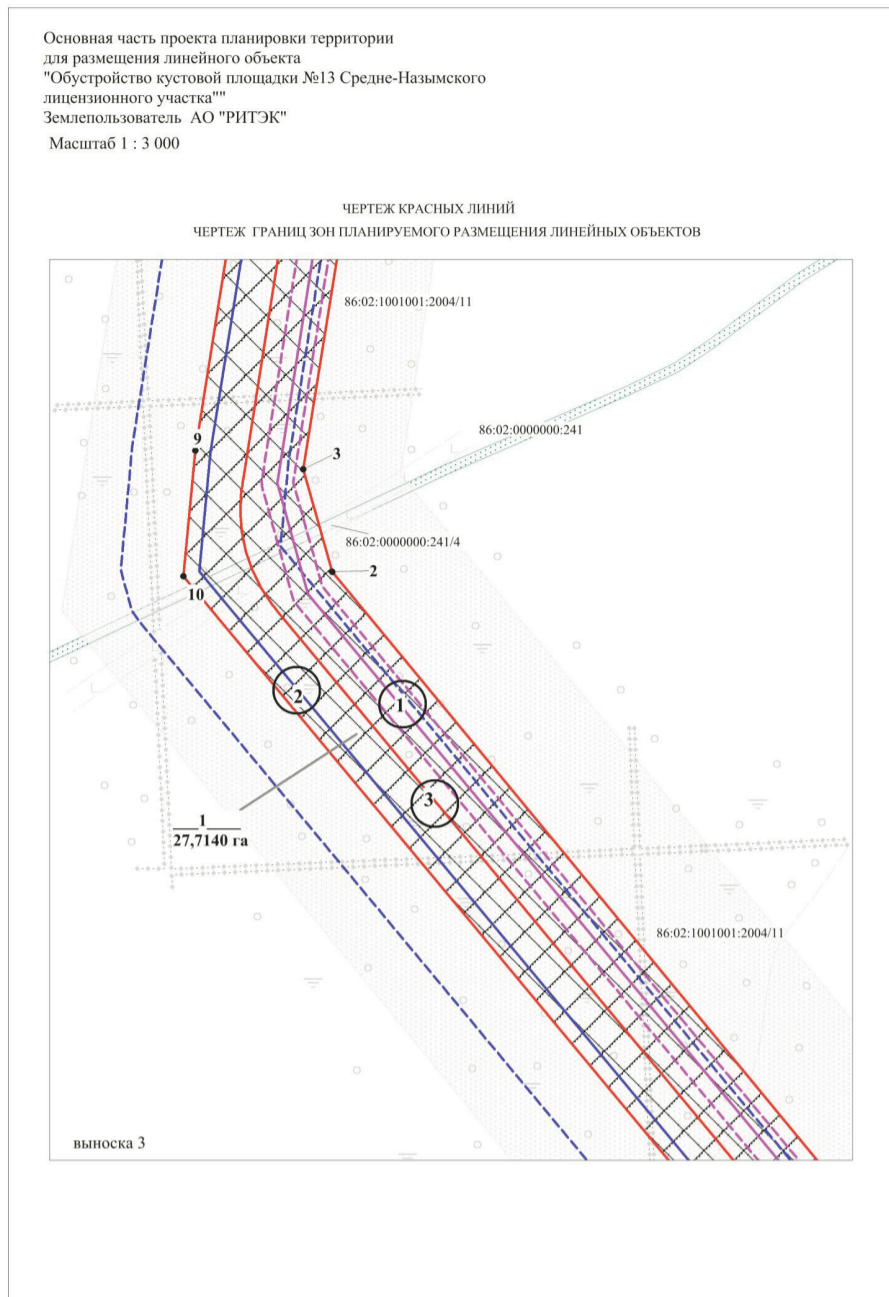 Основная часть проекта планировки территории
для размещения линейного объекта
"Обустройство кустовой площадки №13 Средне-Назымского
лицензионного участка""
Землепользователь АО "РИТЭК"
Масштаб 1 : 3 000
ЧЕРТЕЖ КРАСНЫХ ЛИНИЙ
ЧЕРТЕЖ ГРАНИЦ ЗОН ПЛАНИРУЕМОГО РАЗМЕЩЕНИЯ ЛИНЕЙНЫХ ОБЪЕКТОВ
86:02:1001001:2004/11
86:02:0000000:241
9
3
86:02:0000000:241/4
2
10
2
1
3
1
27,7140 га
86:02:1001001:2004/11
выноска 3